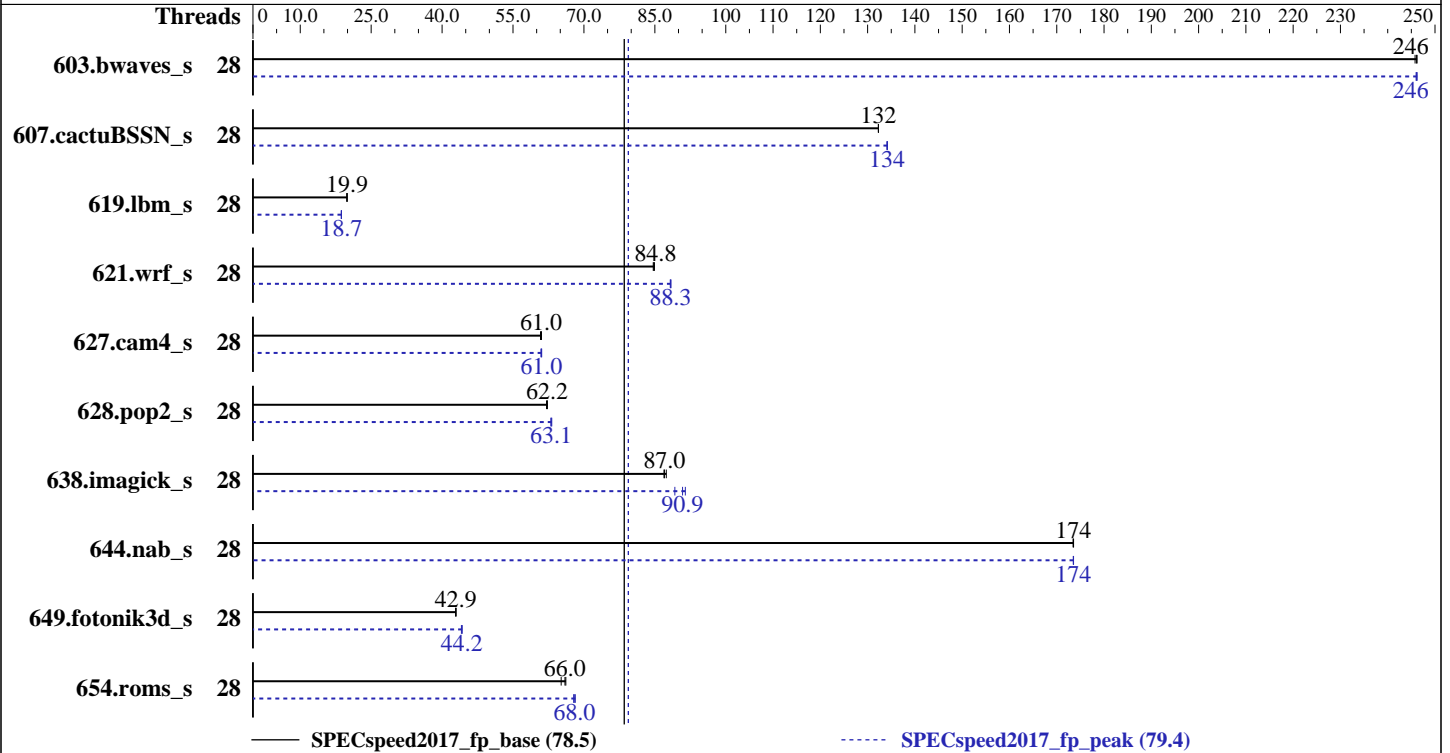 Threads 0 10.0 25.0 40.0 55.0 70.0 85.0 100 110 120 130 140 150 160 170 180 190 200 210 220 230 250
603.bwaves_s 28 246
246
607.cactuBSSN_s 28 132
134
619.lbm_s 28 19.9
18.7
621.wrf_s 28 84.8
88.3
627.cam4_s 28 61.0
61.0
628.pop2_s 28 62.2
63.1
638.imagick_s 28 87.0
90.9
644.nab_s 28 174
174
649.fotonik3d_s 28 42.9
44.2
654.roms_s 28 66.0
68.0
SPECspeed2017_fp_base (78.5) SPECspeed2017_fp_peak (79.4)